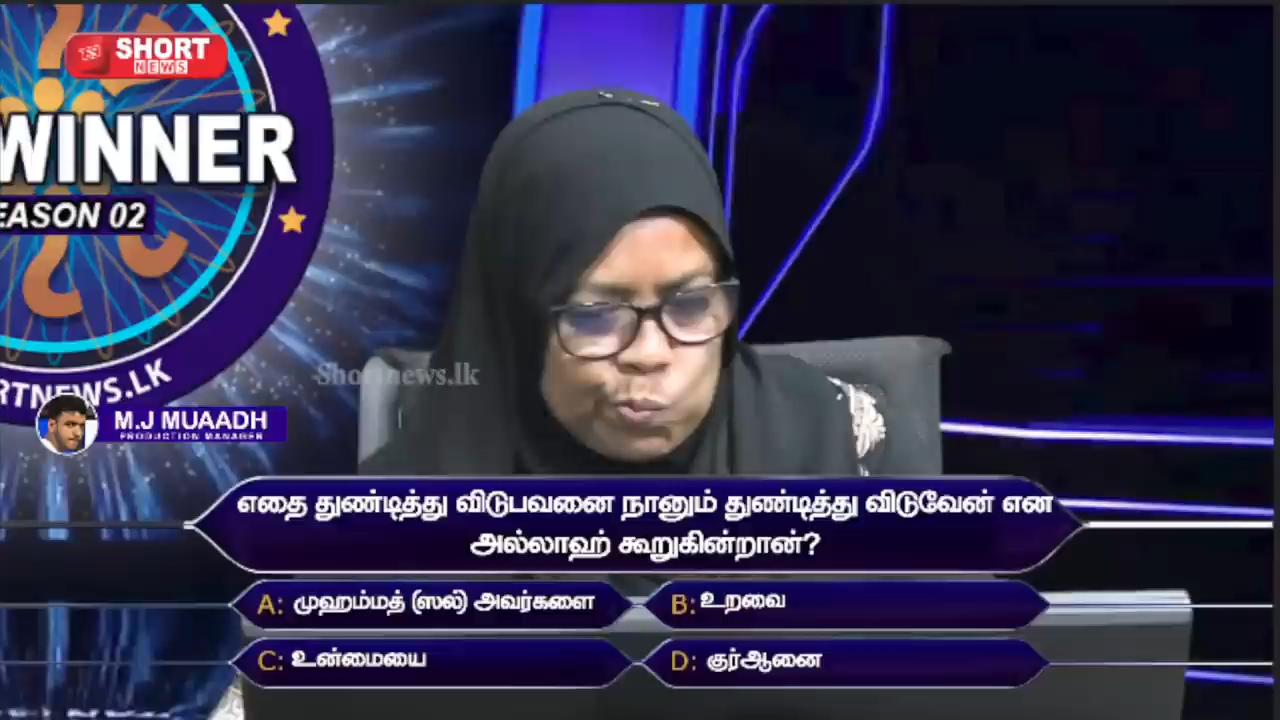 SHORT
NEWS
WINNER
EASON 02
RTNEWS.LK
Shortnews.lk
M.J MUAADH
PRODUCTION MANAGER
எதை துண்டித்து விடுபவனை நானும் துண்டித்து விடுவேன் என
அல்லாஹ் கூறுகின்றான்?
A: முஹம்மத் (ஸல்) அவர்களை
B: உறவை
C: உன்மையை
D: குர்ஆனை